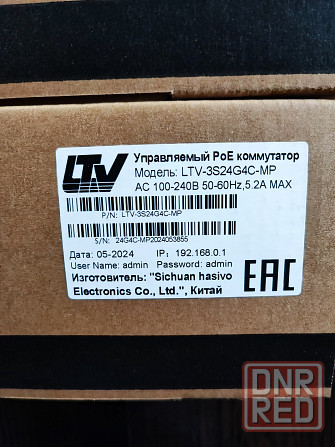 LTV
Управляемый PoE коммутатор
Модель: LTV-3S24G4C-MP
AC 100-240В 50-60Hz,5.2A MAX
P/N: LTV-3S24G4C-MP
S/N: 24G4C-MP2024053855
Дата: 05-2024 IP: 192.168.0.1
User Name: admin Password: admin
Изготовитель: "Sichuan hasivo
Electronics Co., Ltd.", Китай
EAC
DNR
RED